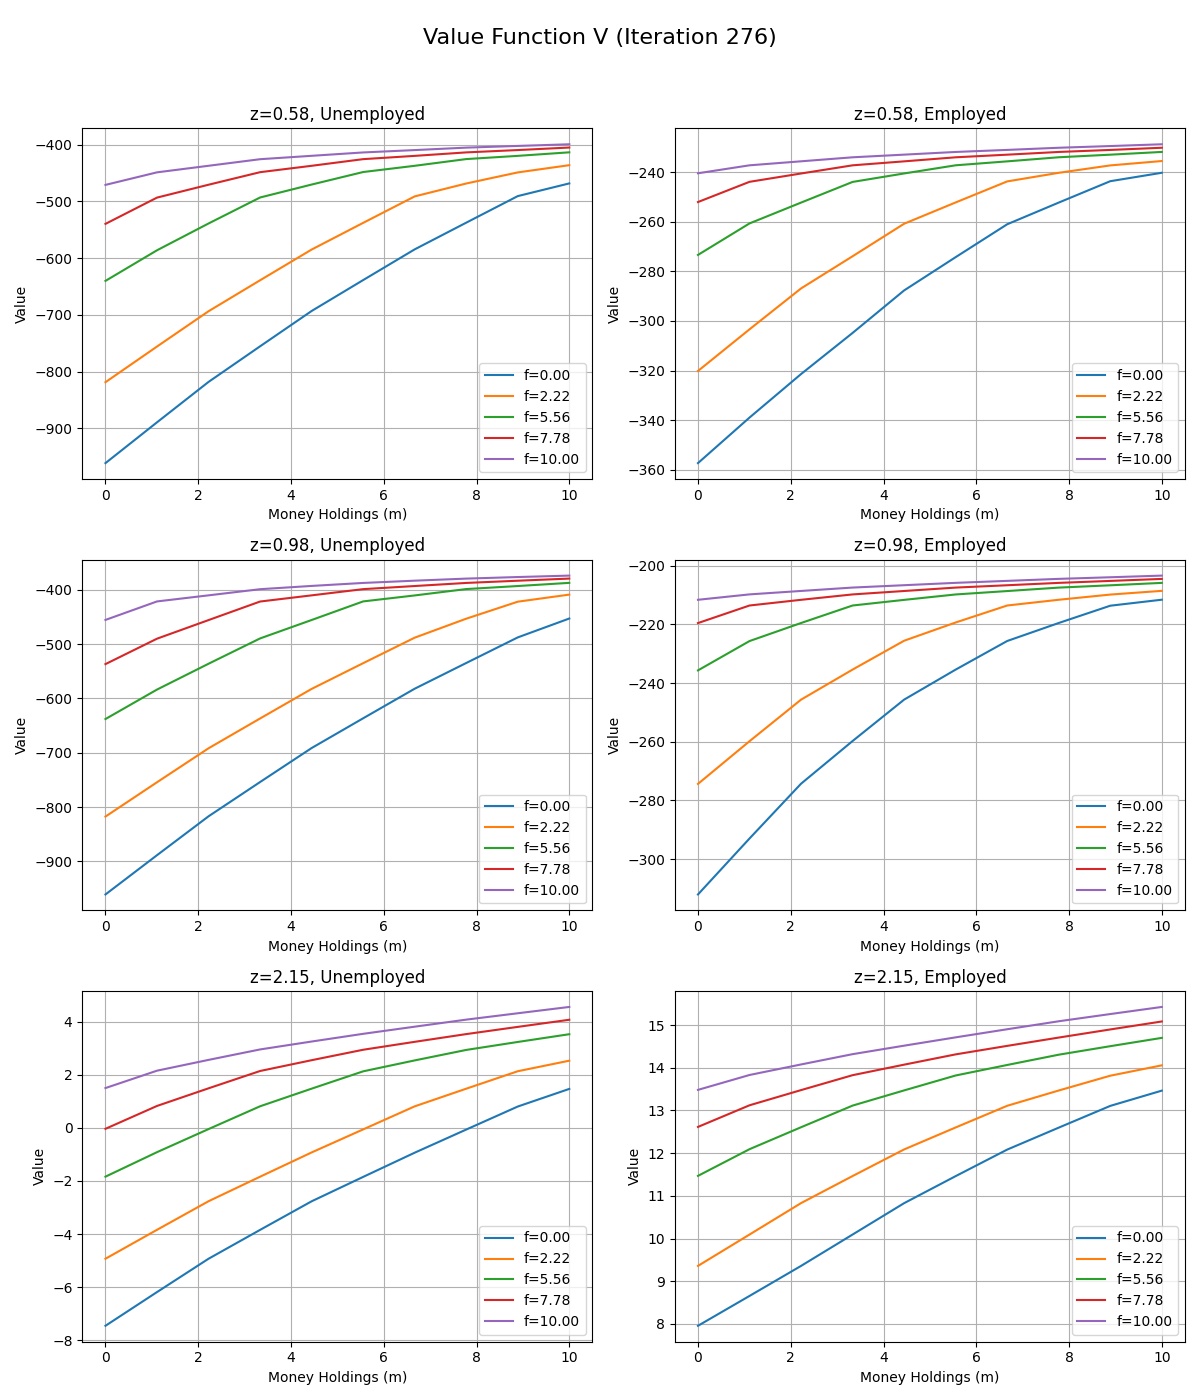 Value Function V (Iteration 276)
z=0.58, Unemployed
−400
−500
−600
−700
−800
−900
Value
0 2 4 6 8 10
Money Holdings (m)
f=0.00
f=2.22
f=5.56
f=7.78
f=10.00
z=0.58, Employed
−240
−260
−280
−300
−320
−340
−360
Value
0 2 4 6 8 10
Money Holdings (m)
f=0.00
f=2.22
f=5.56
f=7.78
f=10.00
z=0.98, Unemployed
−400
−500
−600
−700
−800
−900
Value
0 2 4 6 8 10
Money Holdings (m)
f=0.00
f=2.22
f=5.56
f=7.78
f=10.00
z=0.98, Employed
−200
−220
−240
−260
−280
−300
Value
0 2 4 6 8 10
Money Holdings (m)
f=0.00
f=2.22
f=5.56
f=7.78
f=10.00
z=2.15, Unemployed
4
2
0
−2
−4
−6
−8
Value
0 2 4 6 8 10
Money Holdings (m)
f=0.00
f=2.22
f=5.56
f=7.78
f=10.00
z=2.15, Employed
15
14
13
12
11
10
9
8
Value
0 2 4 6 8 10
Money Holdings (m)
f=0.00
f=2.22
f=5.56
f=7.78
f=10.00